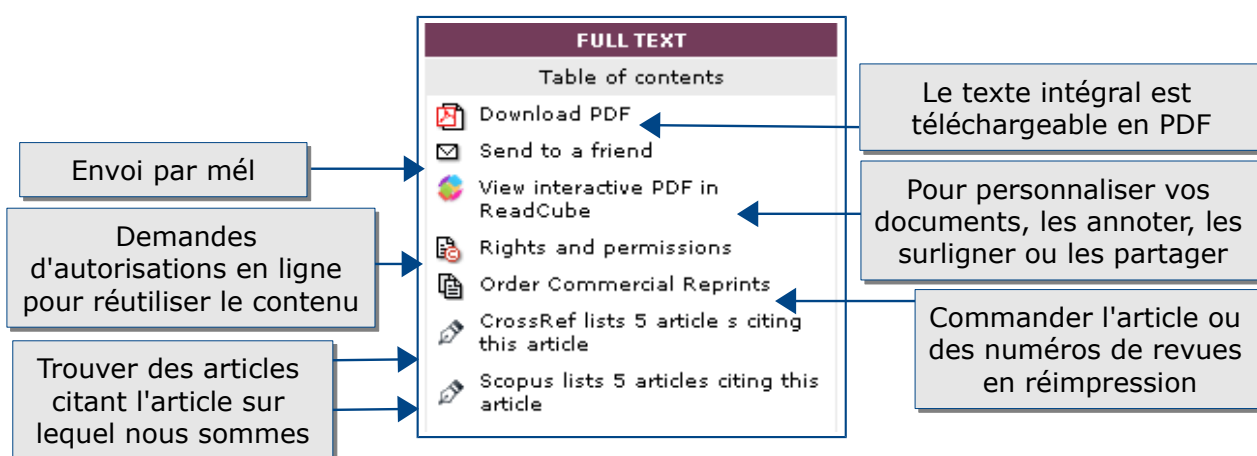 FULL TEXT
Table of contents
Download PDF
Send to a friend
View interactive PDF in
ReadCube
Rights and permissions
Order Commercial Reprints
CrossRef lists 5 article s citing
this article
Scopus lists 5 articles citing this
article
Envoi par mél
Demandes
d'autorisations en ligne
pour réutiliser le contenu
Trouver des articles
citant l'article sur
lequel nous sommes
Le texte intégral est
téléchargeable en PDF
Pour personnaliser vos
documents, les annoter, les
surligner ou les partager
Commander l'article ou
des numéros de revues
en réimpression